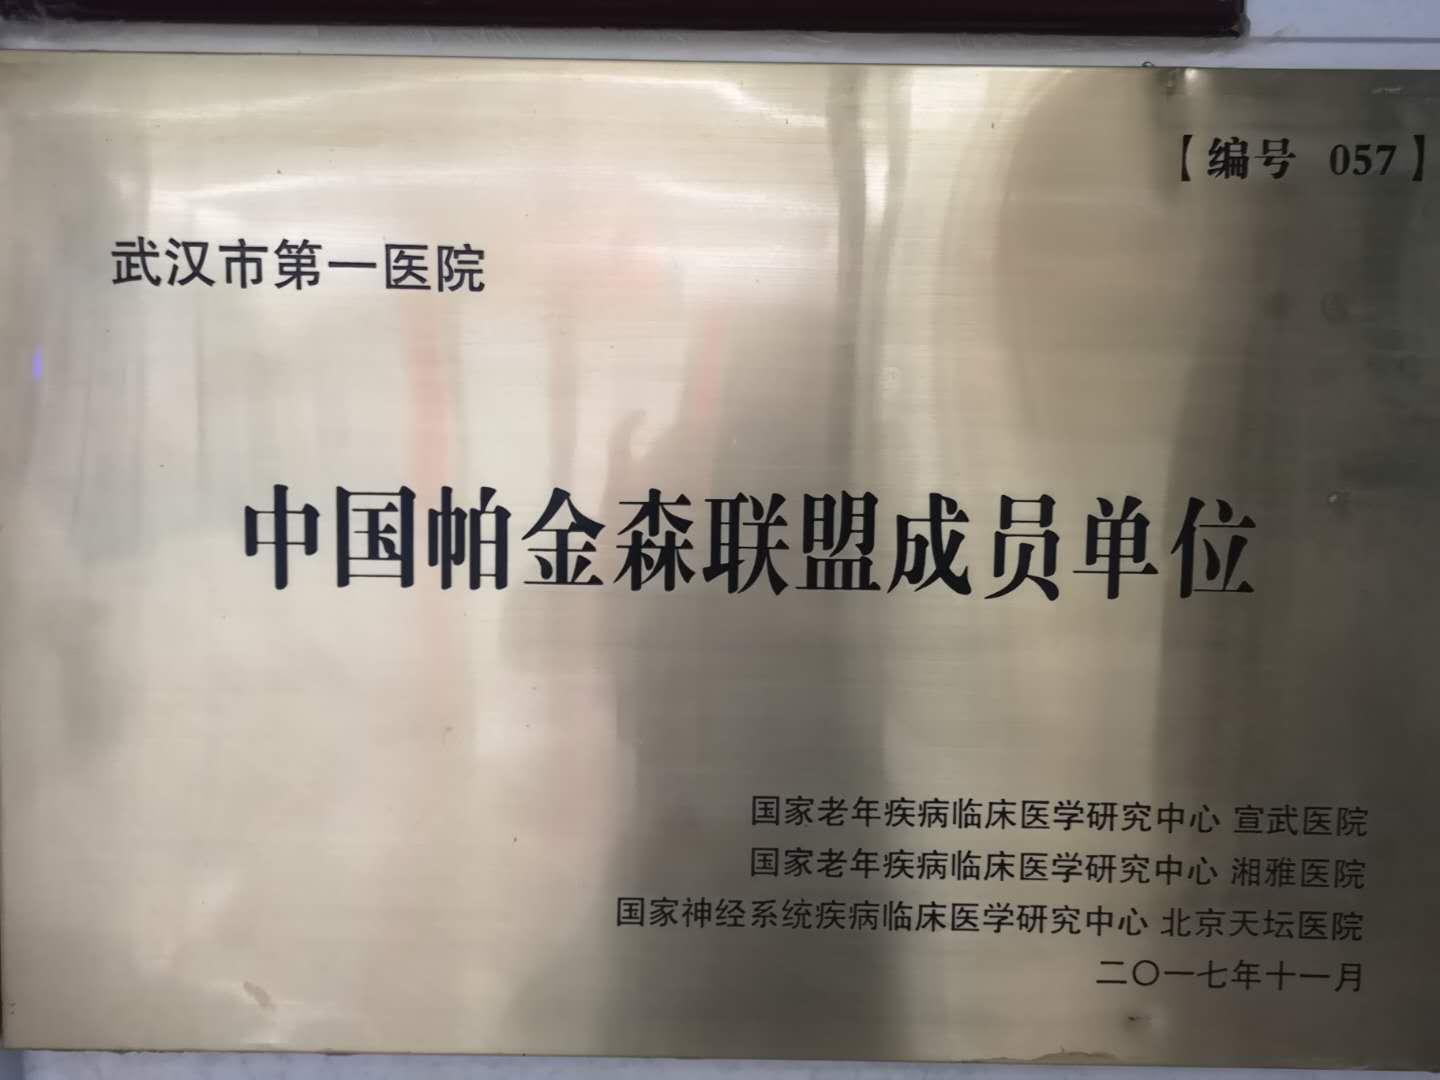 【编号 057】
武汉市第一医院
中国帕金森联盟成员单位
国家老年疾病临床医学研究中心 宣武医院
国家老年疾病临床医学研究中心 湘雅医院
国家神经系统疾病临床医学研究中心 北京天坛医院
二〇一七年十一月